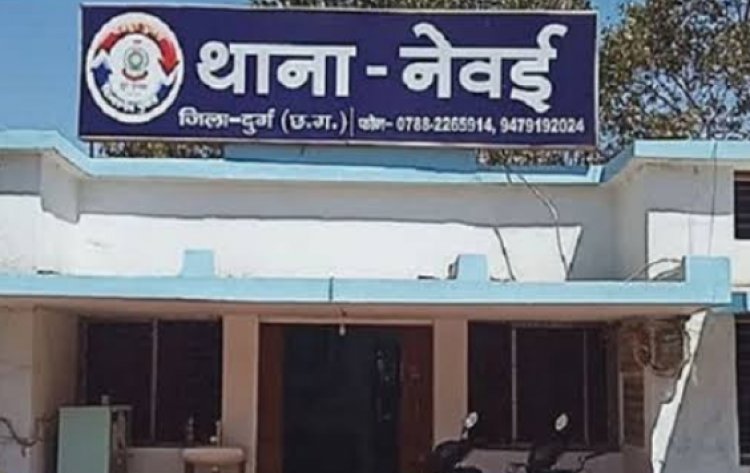 थाना - नेवई
जिला-दुर्ग (छ.ग.) | फोन- 0788-2265914, 9479192024